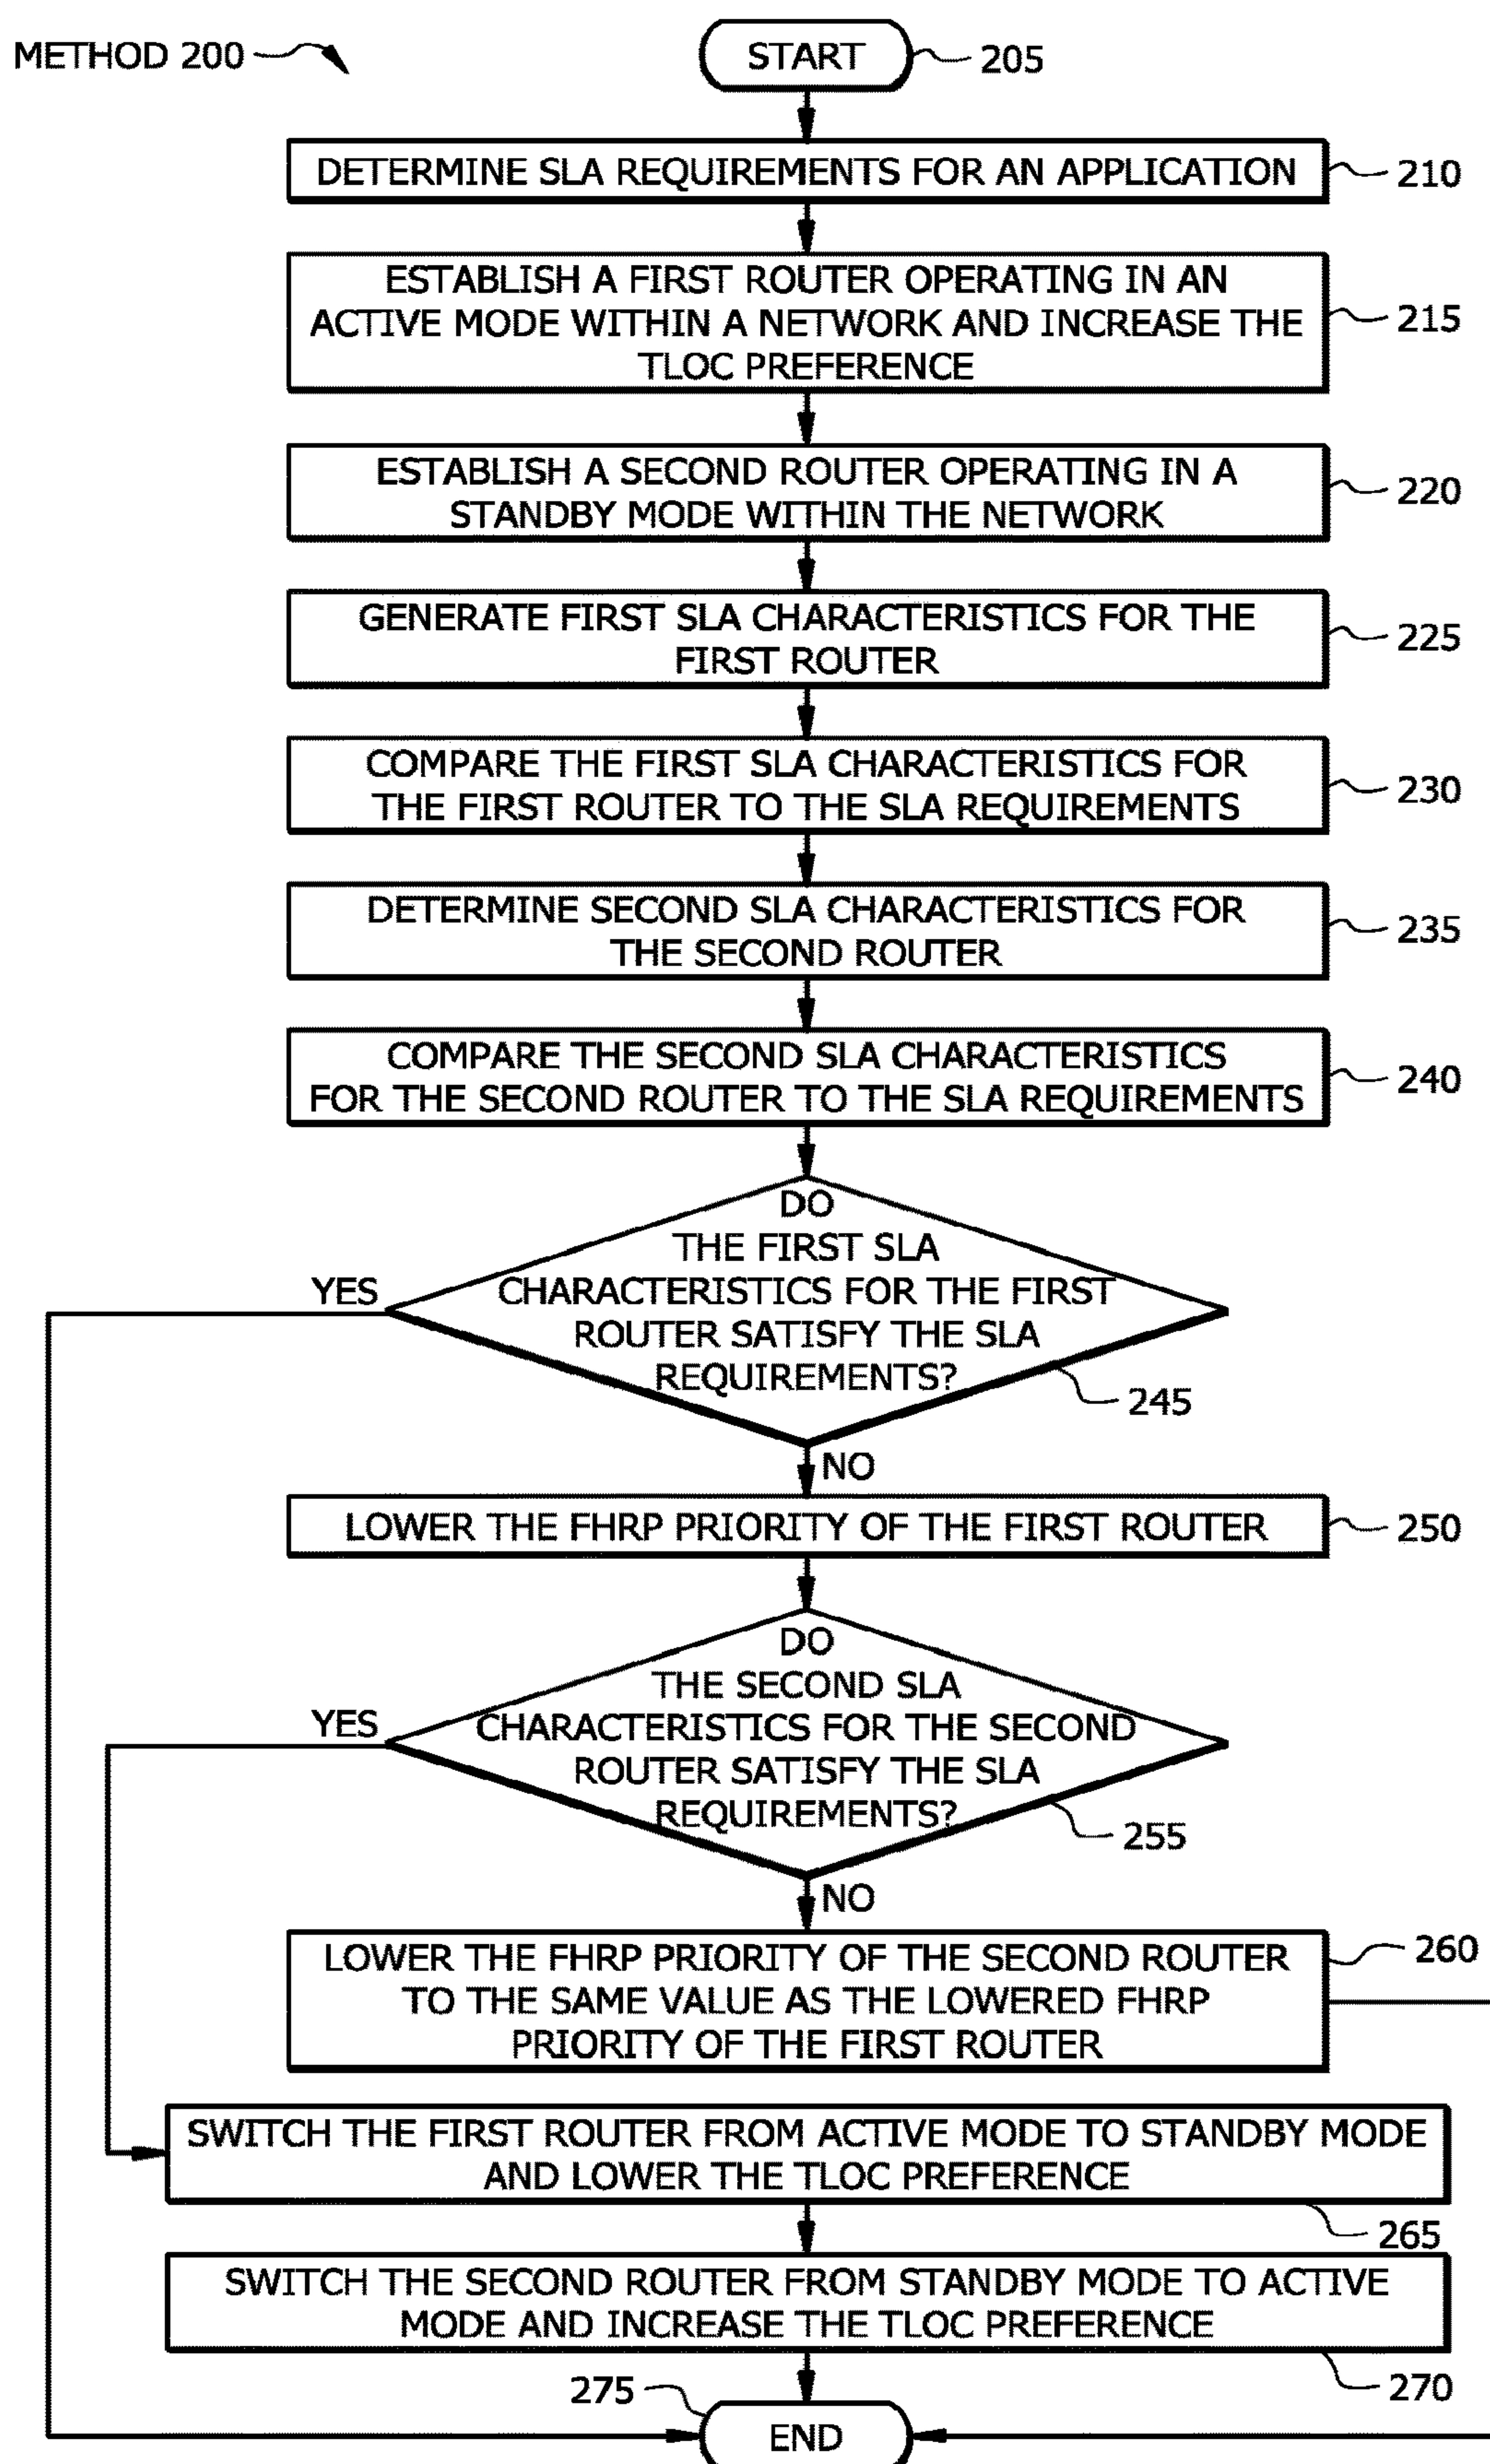 METHOD 200
START
205
DETERMINE SLA REQUIREMENTS FOR AN APPLICATION
210
ESTABLISH A FIRST ROUTER OPERATING IN AN
ACTIVE MODE WITHIN A NETWORK AND INCREASE THE
TLOC PREFERENCE
215
ESTABLISH A SECOND ROUTER OPERATING IN A
STANDBY MODE WITHIN THE NETWORK
220
GENERATE FIRST SLA CHARACTERISTICS FOR THE
FIRST ROUTER
225
COMPARE THE FIRST SLA CHARACTERISTICS FOR
THE FIRST ROUTER TO THE SLA REQUIREMENTS
230
DETERMINE SECOND SLA CHARACTERISTICS FOR
THE SECOND ROUTER
235
COMPARE THE SECOND SLA CHARACTERISTICS
FOR THE SECOND ROUTER TO THE SLA REQUIREMENTS
240
DO
THE FIRST SLA
CHARACTERISTICS FOR THE FIRST
ROUTER SATISFY THE SLA
REQUIREMENTS?
YES
245
NO
LOWER THE FHRP PRIORITY OF THE FIRST ROUTER
250
DO
THE SECOND SLA
CHARACTERISTICS FOR THE SECOND
ROUTER SATISFY THE SLA
REQUIREMENTS?
YES
255
NO
LOWER THE FHRP PRIORITY OF THE SECOND ROUTER
TO THE SAME VALUE AS THE LOWERED FHRP
PRIORITY OF THE FIRST ROUTER
260
SWITCH THE FIRST ROUTER FROM ACTIVE MODE TO STANDBY MODE
AND LOWER THE TLOC PREFERENCE
265
SWITCH THE SECOND ROUTER FROM STANDBY MODE TO ACTIVE
MODE AND INCREASE THE TLOC PREFERENCE
270
275
END